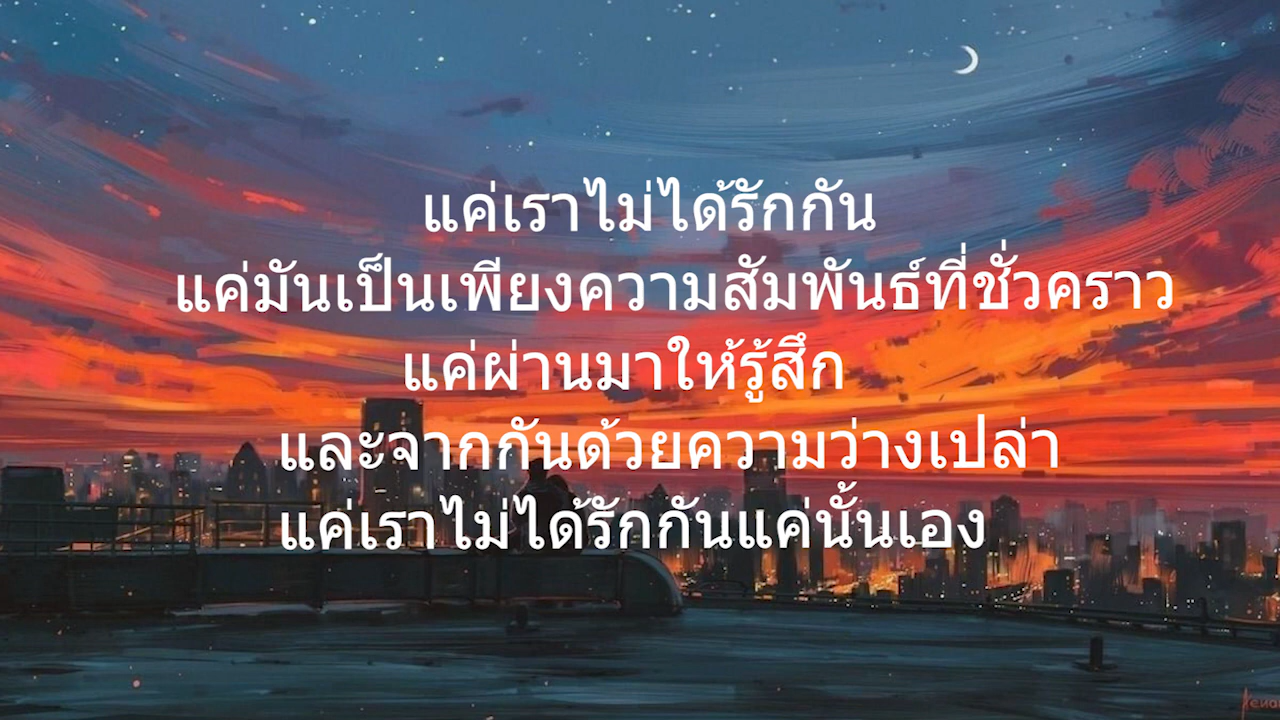 แค่เราไม่ได้รักกัน
แค่มันเป็นเพียงความสัมพันธ์ที่ชั่วคราว
แค่ผ่านมาให้รู้สึก
และจากกันด้วยความว่างเปล่า
แค่เราไม่ได้รักกันแค่นั้นเอง